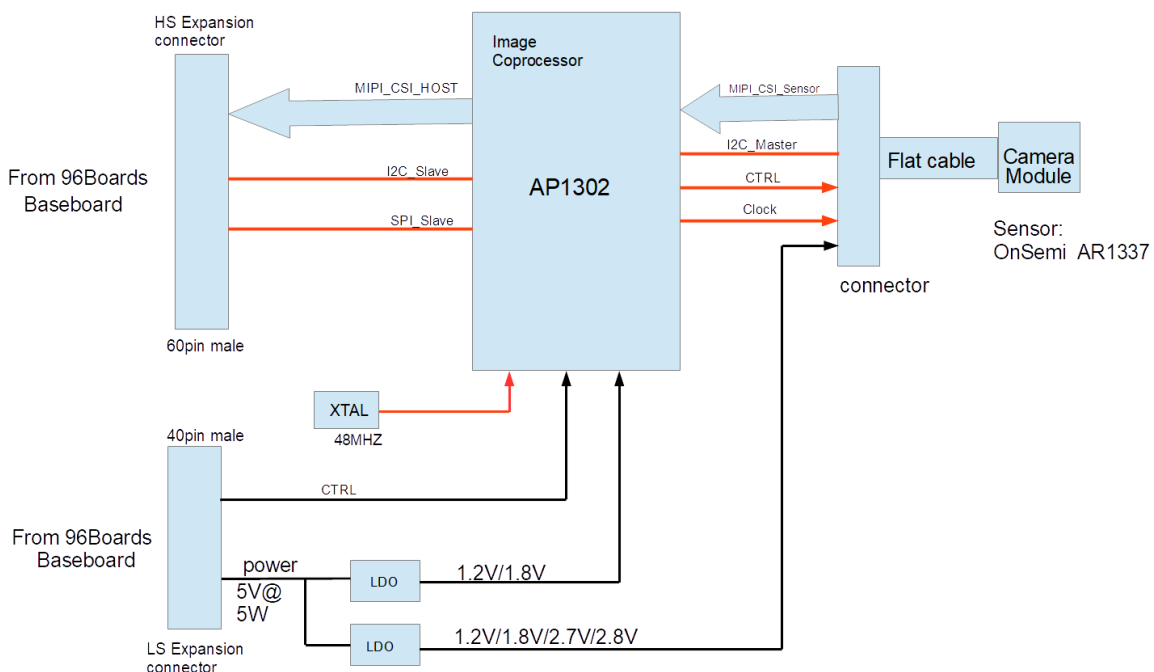 HS Expansion
connector
Image
Coprocessor
MIPI_CSI_HOST
MIPI_CSI_Sensor
I2C_Master
I2C_Slave
AP1302
CTRL
Clock
SPI_Slave
Flat cable
Camera
Module
From 96Boards
Baseboard
Sensor:
OnSemi AR1337
connector
60pin male
XTAL
48MHZ
40pin male
CTRL
From 96Boards
Baseboard
power
5V@
5W
LDO
1.2V/1.8V
LDO
1.2V/1.8V/2.7V/2.8V
LS Expansion
connector